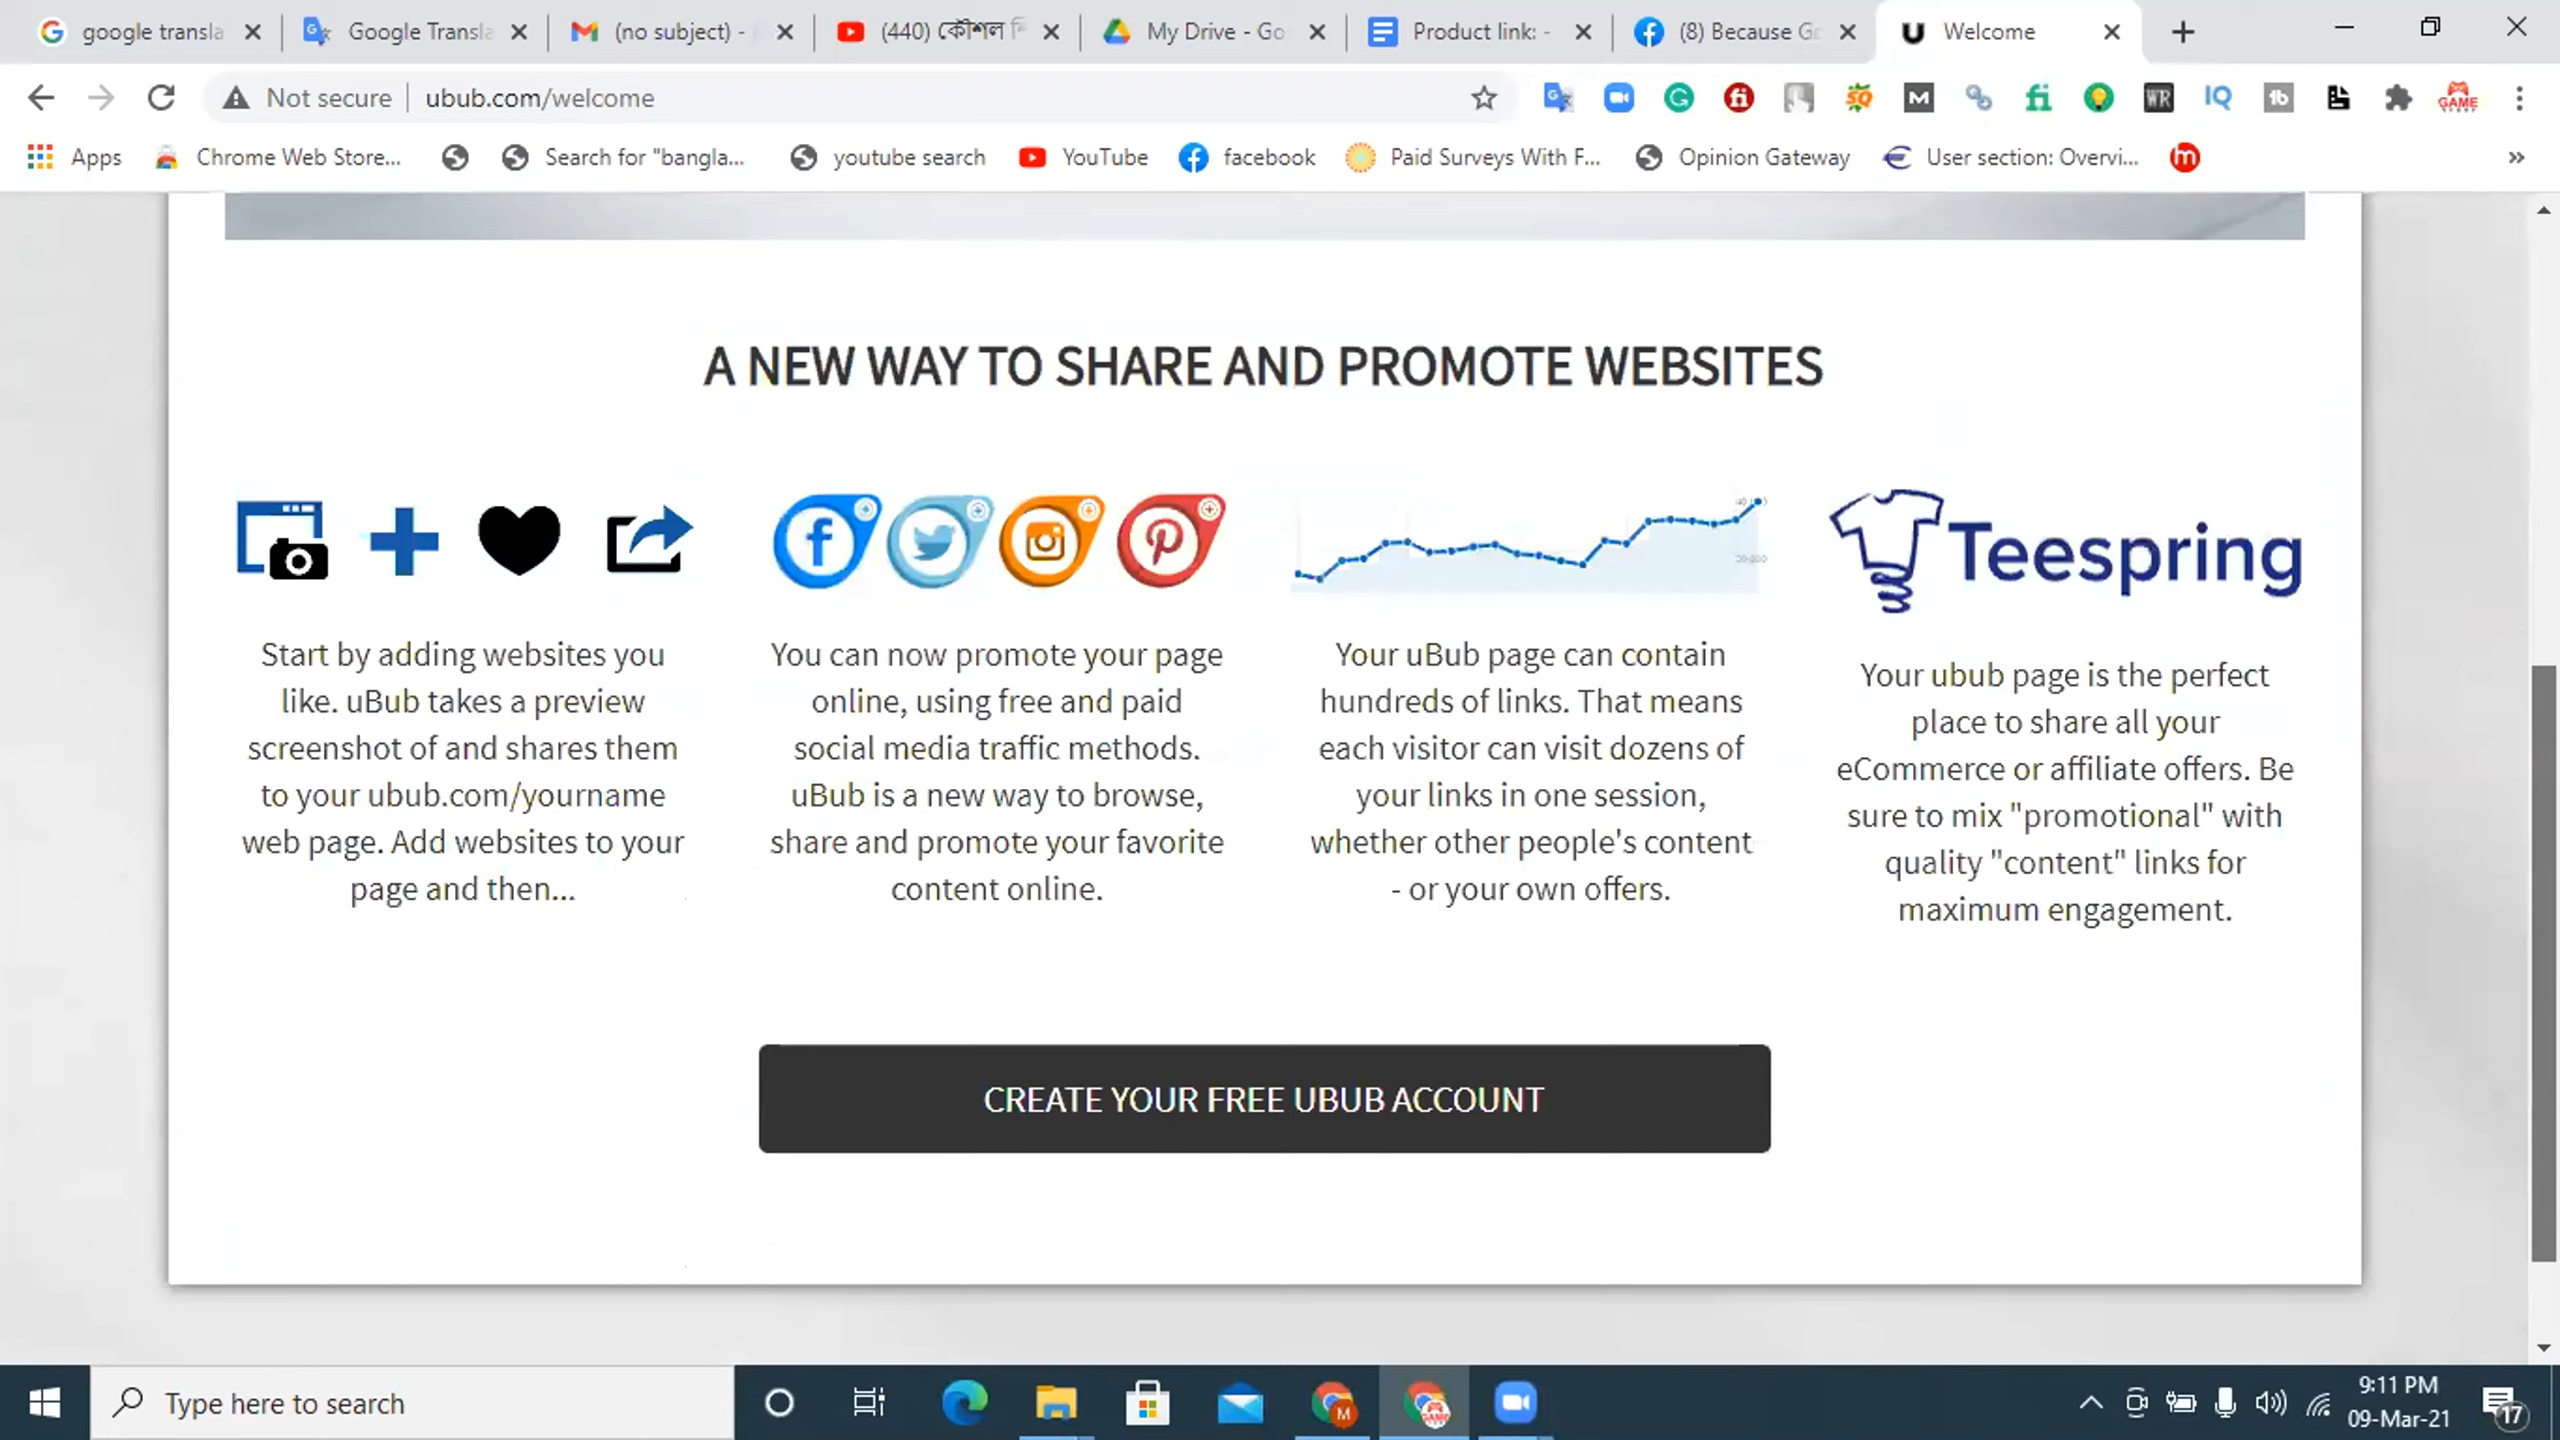 google transla
Google Transla
(no subject) -
(440) কৌশল
My Drive - Go
Product link: -
(8) Because Gr
Welcome
Not secure
ubub.com/welcome
Apps
Chrome Web Store...
Search for "bangla...
youtube search
YouTube
facebook
Paid Surveys With F...
Opinion Gateway
User section: Overvi...
A NEW WAY TO SHARE AND PROMOTE WEBSITES
Start by adding websites you
like. uBub takes a preview
screenshot of and shares them
to your ubub.com/yourname
web page. Add websites to your
page and then...
You can now promote your page
online, using free and paid
social media traffic methods.
uBub is a new way to browse,
share and promote your favorite
content online.
Your uBub page can contain
hundreds of links. That means
each visitor can visit dozens of
your links in one session,
whether other people's content
- or your own offers.
Teespring
Your ubub page is the perfect
place to share all your
eCommerce or affiliate offers. Be
sure to mix "promotional" with
quality "content" links for
maximum engagement.
CREATE YOUR FREE UBUB ACCOUNT
Type here to search
9:11 PM
09-Mar-21
17